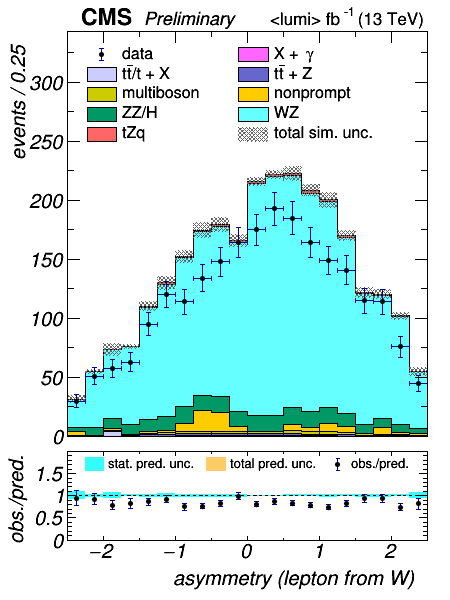 CMS Preliminary <lumi> fb⁻¹ (13 TeV)
events / 0.25
300
250
200
150
100
50
0
data
tt̄/t + X
multiboson
ZZ/H
tZq
X + γ
tt̄ + Z
nonprompt
WZ
total sim. unc.
obs./pred.
1.5
1
0.5
0
stat. pred. unc. total pred. unc. obs./pred.
−2 −1 0 1 2
asymmetry (lepton from W)